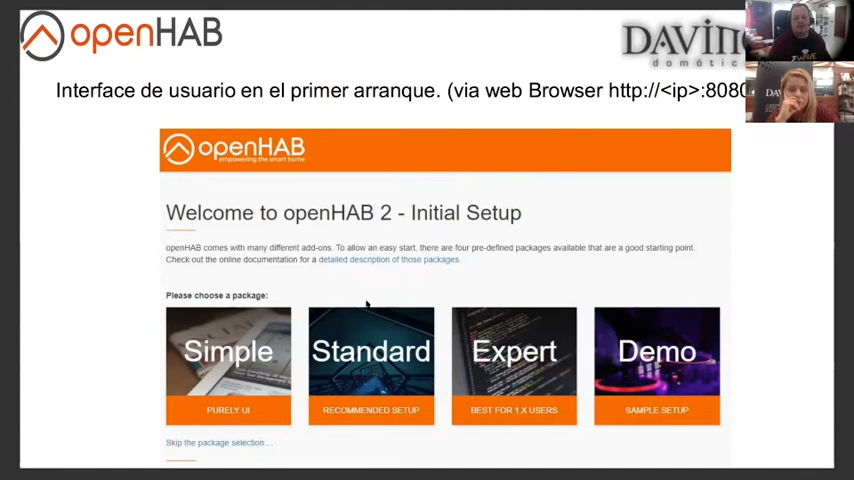 openHAB
DAVIN
domótic
Interface de usuario en el primer arranque. (via web Browser http://<ip>:8080
openHAB
empowering the smart home
Welcome to openHAB 2 - Initial Setup
openHAB comes with many different add-ons. To allow an easy start, there are four pre-defined packages available that are a good starting point.
Check out the online documentation for a detailed description of those packages.
Please choose a package:
Simple
Standard
Expert
Demo
PURELY UI
RECOMMENDED SETUP
BEST FOR 1.X USERS
SAMPLE SETUP
Skip the package selection....